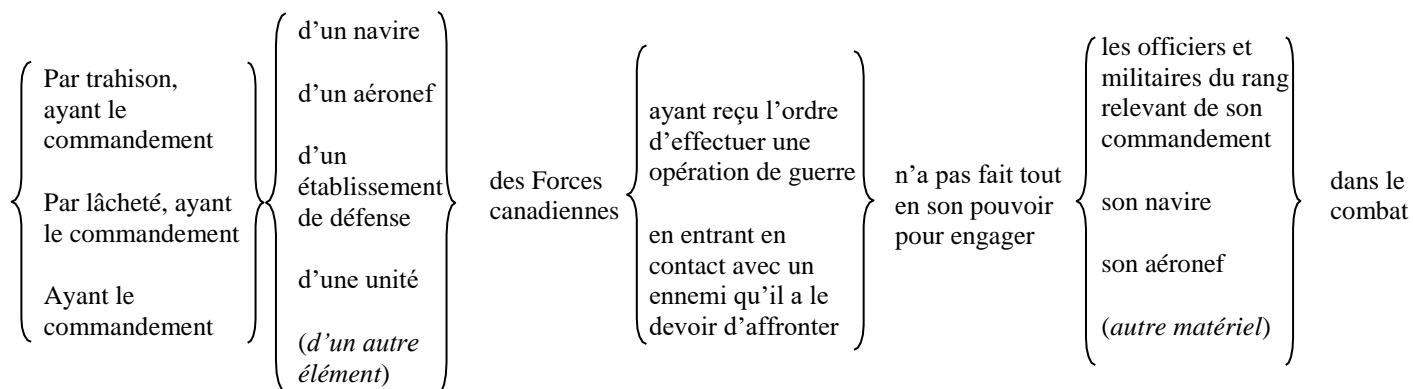 Par trahison,
ayant le
commandement
Par lâcheté, ayant
le commandement
Ayant le
commandement
d’un navire
d’un aéronef
d’un
établissement
de défense
d’une unité
(d’un autre
élément)
des Forces
canadiennes
ayant reçu l’ordre
d’effectuer une
opération de guerre
en entrant en
contact avec un
ennemi qu’il a le
devoir d’affronter
n’a pas fait tout
en son pouvoir
pour engager
les officiers et
militaires du rang
relevant de son
commandement
son navire
son aéronef
(autre matériel)
dans le
combat